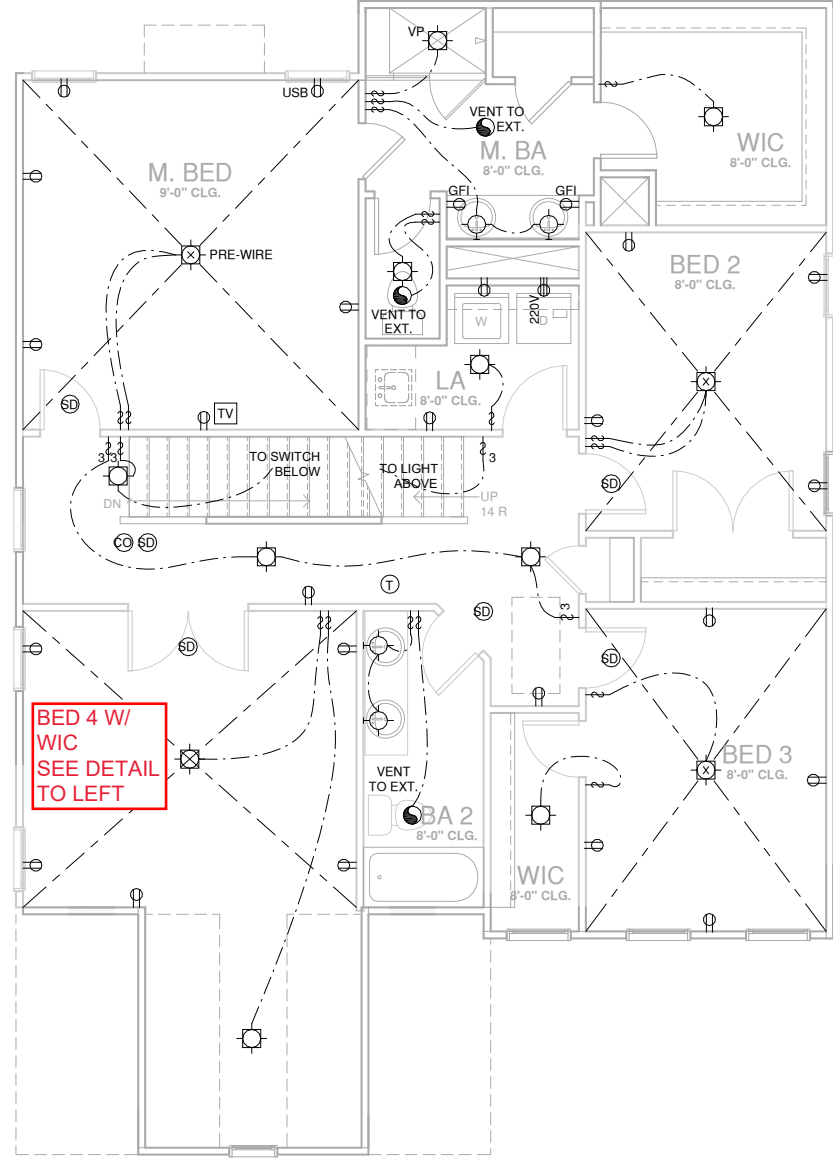 VP
USB
VENT TO
EXT.
M. BED
9'-0" CLG.
M. BA
8'-0" CLG.
WIC
8'-0" CLG.
GFI
GFI
PRE-WIRE
BED 2
8'-0" CLG.
VENT TO
EXT.
W
D
220V
LA
8'-0" CLG.
SD
TV
3
3
TO SWITCH
BELOW
TO LIGHT
ABOVE
3
DN
UP
14 R
SD
CO
SD
T
SD
3
SD
SD
BED 4 W/
WIC
SEE DETAIL
TO LEFT
VENT
TO EXT.
BA 2
8'-0" CLG.
BED 3
8'-0" CLG.
WIC
8'-0" CLG.